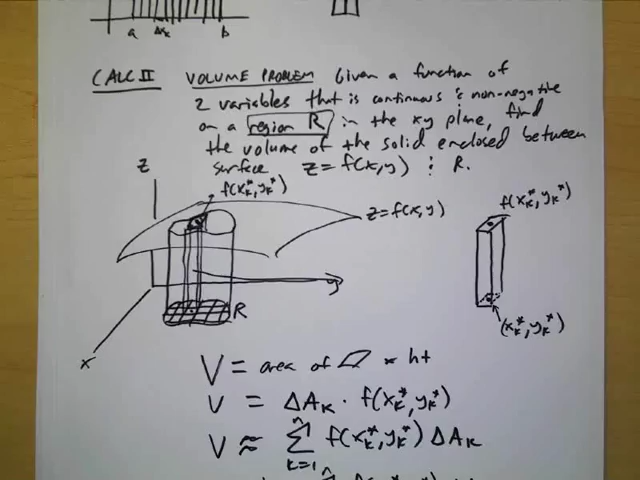 a Δxₖ b
CALC III VOLUME PROBLEM Given a function of
2 variables that is continuous & non-negative
on a region R in the xy plane, find
the volume of the solid enclosed between
surface z = f(x,y) & R.
z
f(xₖ*, yₖ*)
z = f(x,y)
f(xₖ*, yₖ*)
y
R
(xₖ*, yₖ*)
x
V = area of ▱ × ht
V = ΔAₖ · f(xₖ*, yₖ*)
V ≈ Σ k=1 n f(xₖ*, yₖ*) ΔAₖ